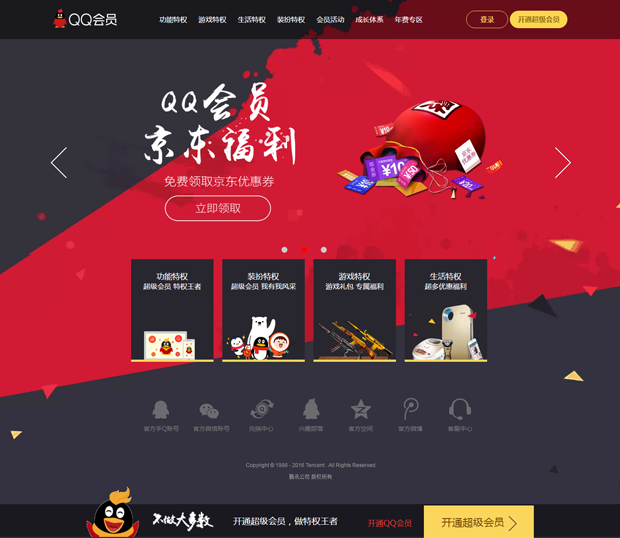 QQ会员
功能特权 游戏特权 生活特权 装扮特权 会员活动 成长体系 年费专区
登录 开通超级会员
QQ会员
京东福利
免费领取京东优惠券
立即领取
功能特权 装扮特权 游戏特权 生活特权
超级会员 特权王者 超级会员 我有我风采 游戏礼包 专属福利 超多优惠福利
官方手Q账号 官方微信账号 兑换中心 兴趣部落 官方空间 官方微博 客服中心
Copyright © 1999 - 2016 Tencent . All Rights Reserved
腾讯公司 版权所有
不做大多数 开通超级会员，做特权王者 开通QQ会员 开通超级会员